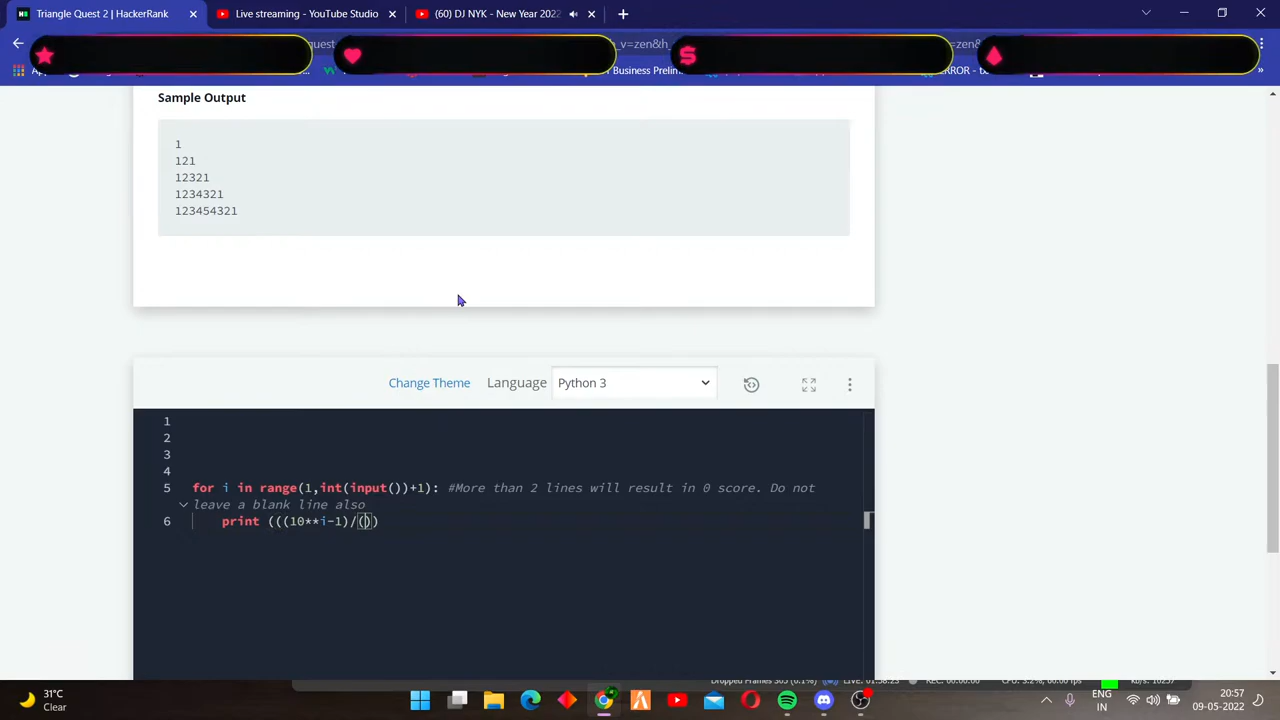 Triangle Quest 2 | HackerRank
Live streaming - YouTube Studio
(60) DJ NYK - New Year 2022
Business Prelim
Sample Output
1
121
12321
1234321
123454321
Change Theme
Language
Python 3
1
2
3
4
5 for i in range(1,int(input())+1): #More than 2 lines will result in 0 score. Do not
leave a blank line also
6 print (((10**i-1)/())
31°C
Clear
ENG
IN
20:57
09-05-2022